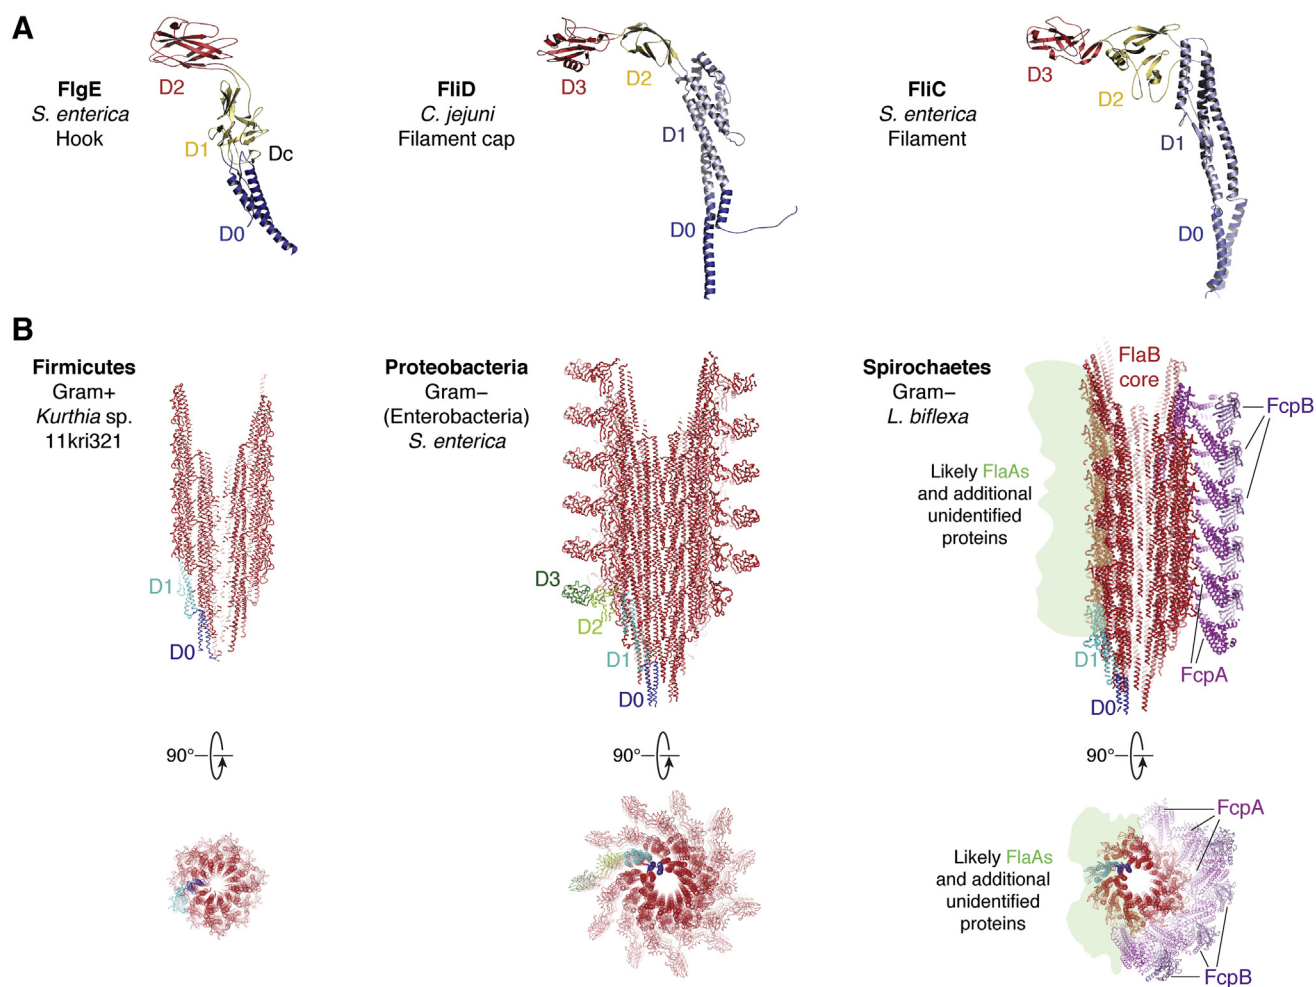 A
FlgE
S. enterica
Hook
D2
D1
Dc
D0
FliD
C. jejuni
Filament cap
D3
D2
D1
D0
FliC
S. enterica
Filament
D3
D2
D1
D0
B
Firmicutes
Gram+
Kurthia sp.
11kri321
D1
D0
90°
Proteobacteria
Gram–
(Enterobacteria)
S. enterica
D3
D2
D1
D0
90°
Spirochaetes
Gram–
L. biflexa
FlaB
core
FcpB
Likely FlaAs
and additional
unidentified
proteins
D1
D0
FcpA
90°
FcpA
Likely FlaAs
and additional
unidentified
proteins
FcpB